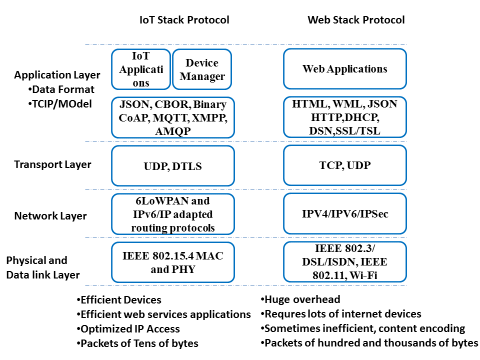 IoT Stack Protocol
Web Stack Protocol
Application Layer
•Data Format
•TCIP/MOdel
IoT
Applicati
ons
Device
Manager
Web Applications
JSON, CBOR, Binary
CoAP, MQTT, XMPP,
AMQP
HTML, WML, JSON
HTTP,DHCP,
DSN,SSL/TSL
Transport Layer
UDP, DTLS
TCP, UDP
Network Layer
6LoWPAN and
IPv6/IP adapted
routing protocols
IPV4/IPV6/IPSec
Physical and
Data link Layer
IEEE 802.15.4 MAC
and PHY
IEEE 802.3/
DSL/ISDN, IEEE
802.11, Wi-Fi
•Efficient Devices
•Efficient web services applications
•Optimized IP Access
•Packets of Tens of bytes
•Huge overhead
•Requres lots of internet devices
•Sometimes inefficient, content encoding
•Packets of hundred and thousands of bytes